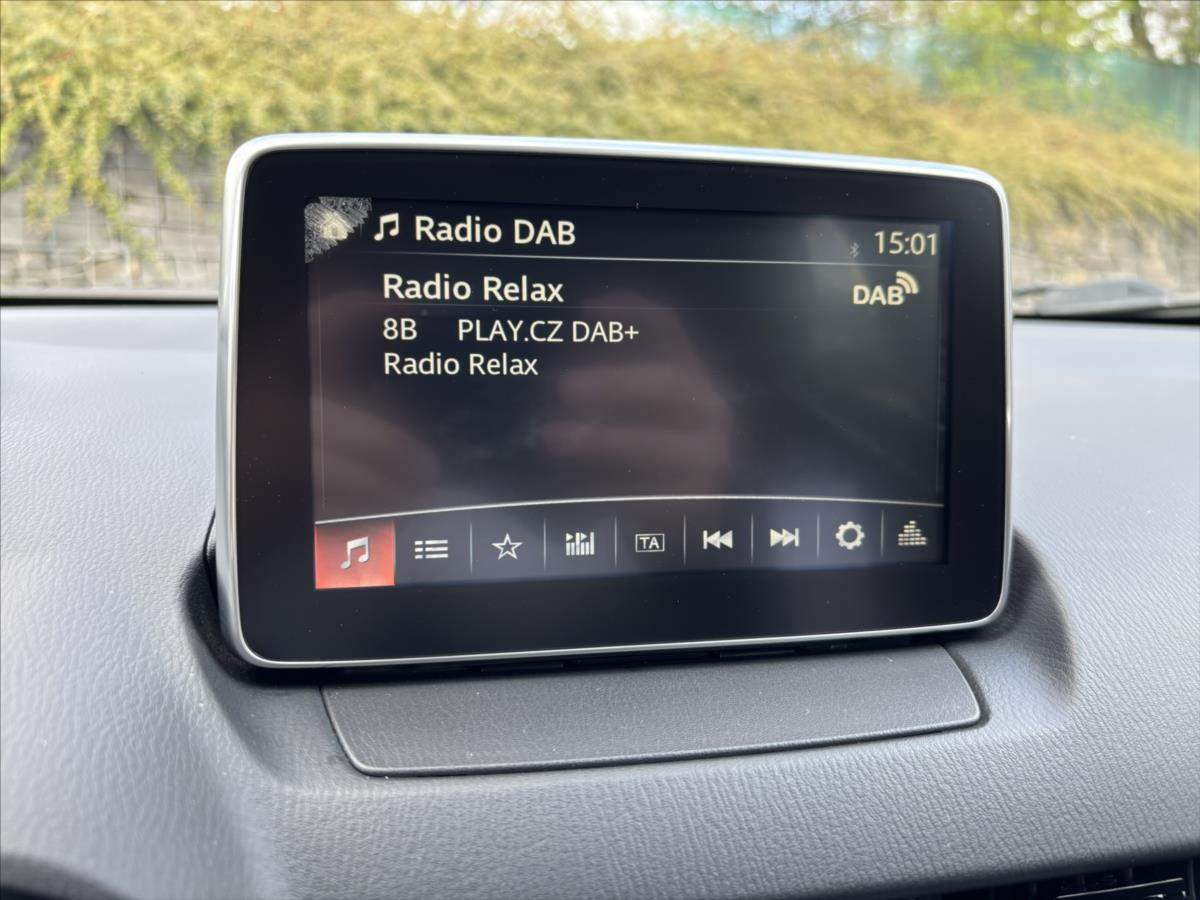 Radio DAB
15:01
Radio Relax
DAB
8B PLAY.CZ DAB+
Radio Relax
TA